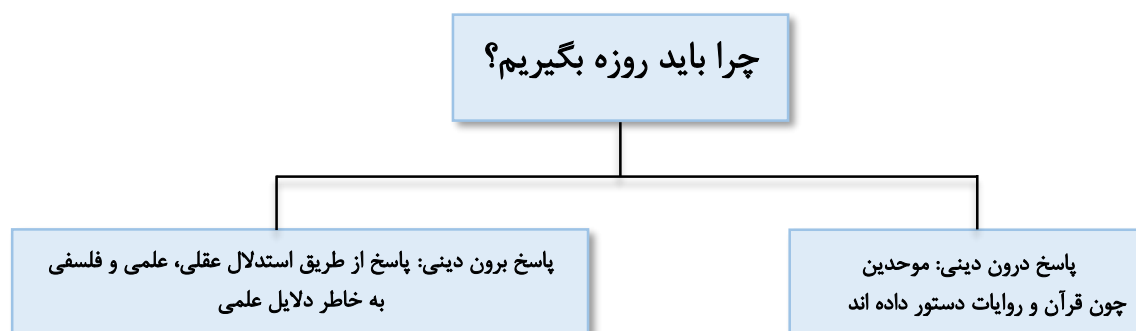 چرا باید روزه بگیریم؟
پاسخ درون دینی: موحدین
چون قرآن و روایات دستور داده اند
پاسخ برون دینی: پاسخ از طریق استدلال عقلی، علمی و فلسفی
به خاطر دلایل علمی